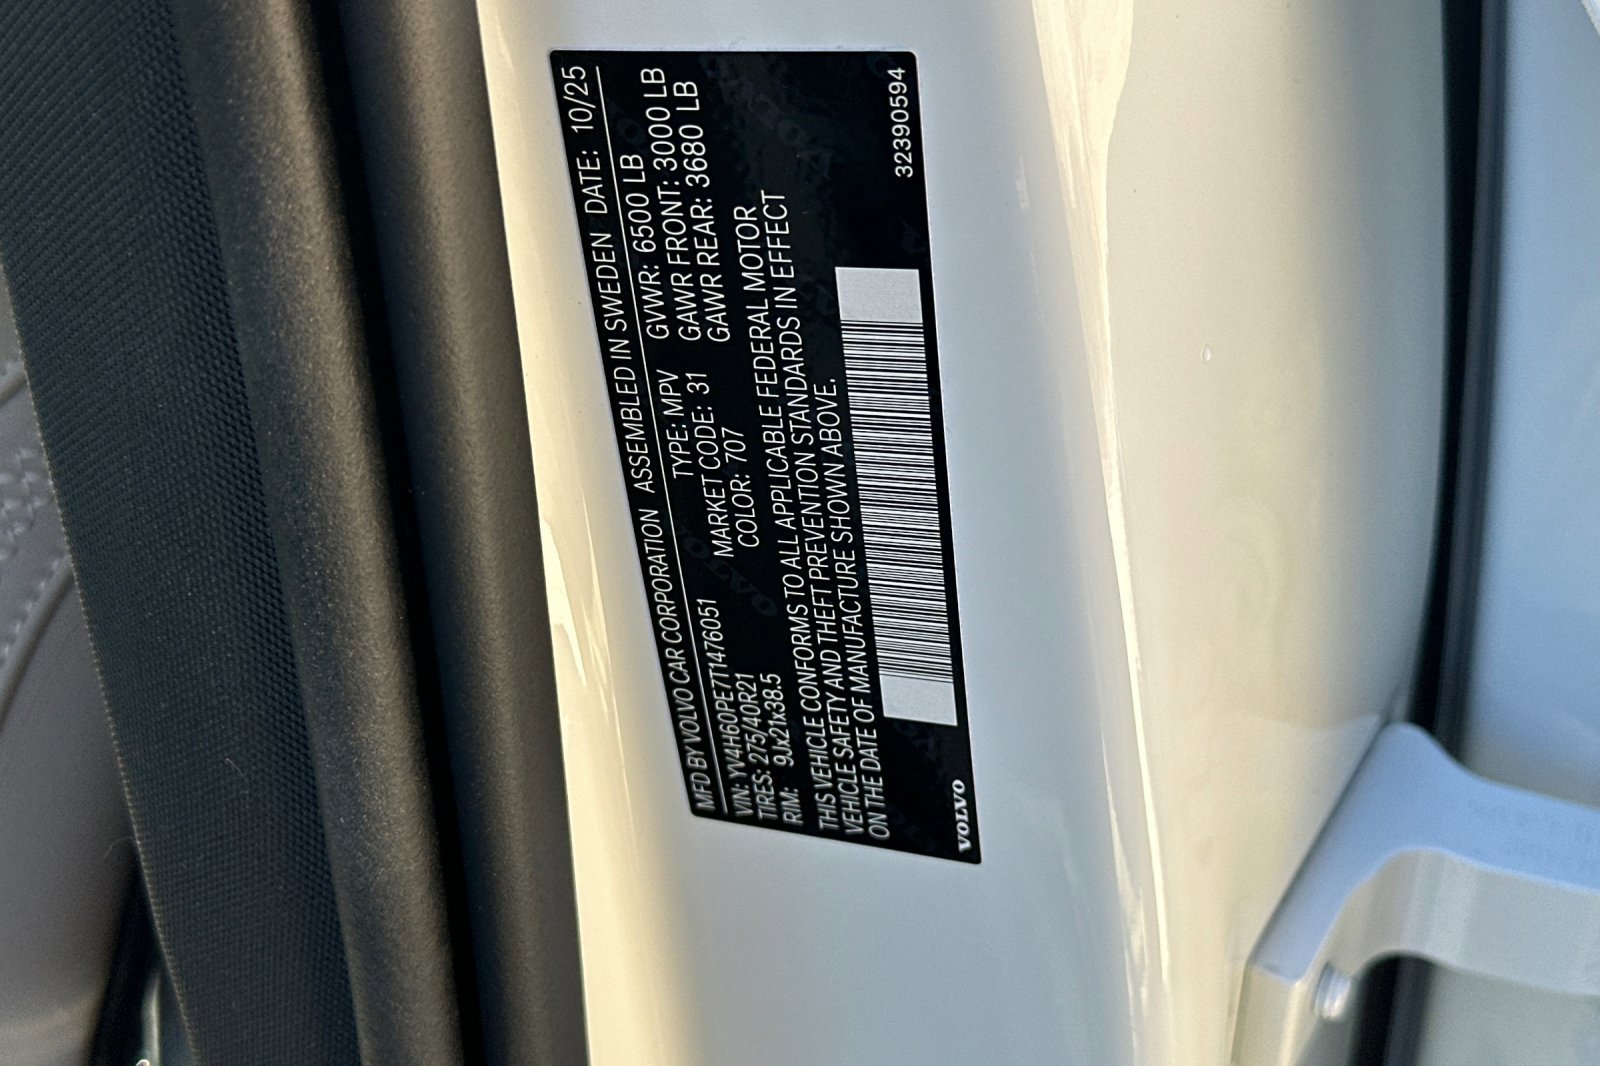 MFD BY VOLVO CAR CORPORATION ASSEMBLED IN SWEDEN DATE: 10/25
VIN: YV4H60PE7T1476051 TYPE: MPV GVWR: 6500 LB
TIRES: 275/40R21 MARKET CODE: 31 GAWR FRONT: 3000 LB
RIM: 9Jx21x38.5 COLOR: 707 GAWR REAR: 3680 LB
THIS VEHICLE CONFORMS TO ALL APPLICABLE FEDERAL MOTOR
VEHICLE SAFETY AND THEFT PREVENTION STANDARDS IN EFFECT
ON THE DATE OF MANUFACTURE SHOWN ABOVE.
VOLVO 32390594